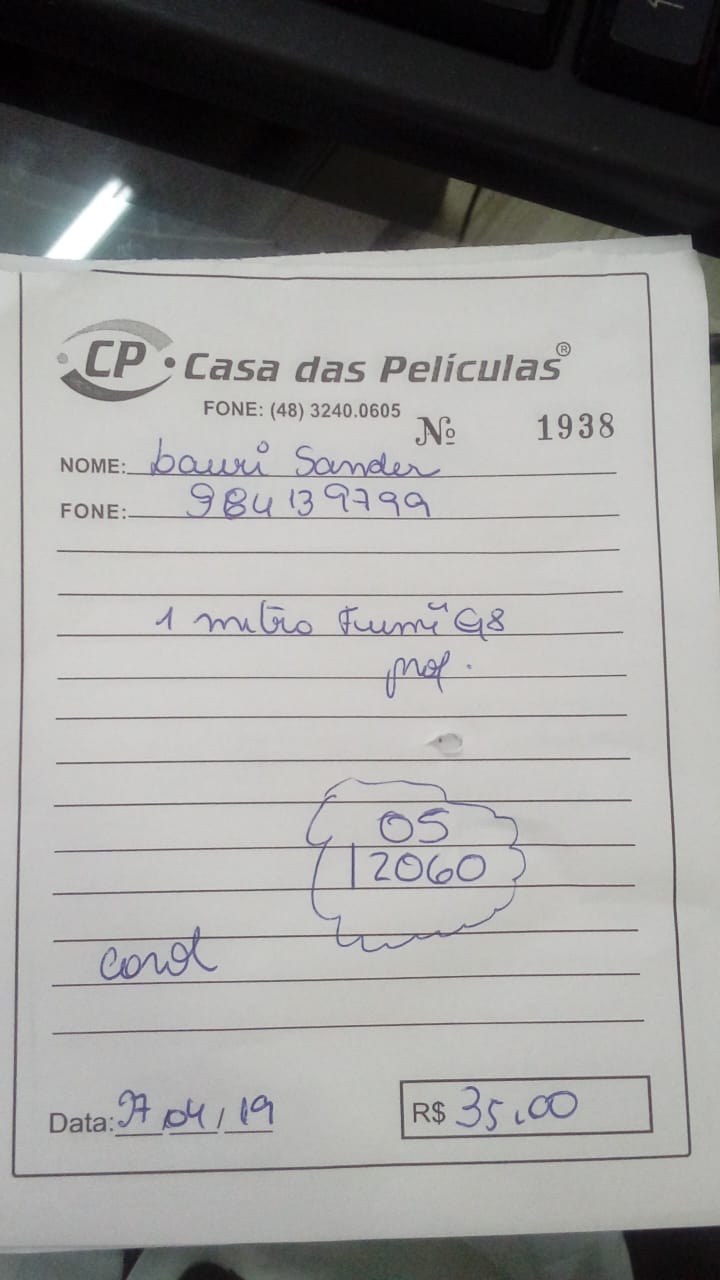 CP · Casa das Películas®
FONE: (48) 3240.0605
Nº 1938
NOME: Lauri Sander
FONE: 984139799
1 metro Fumê G8
prof.
05
12060
Data: 27/04/19
R$ 35,00